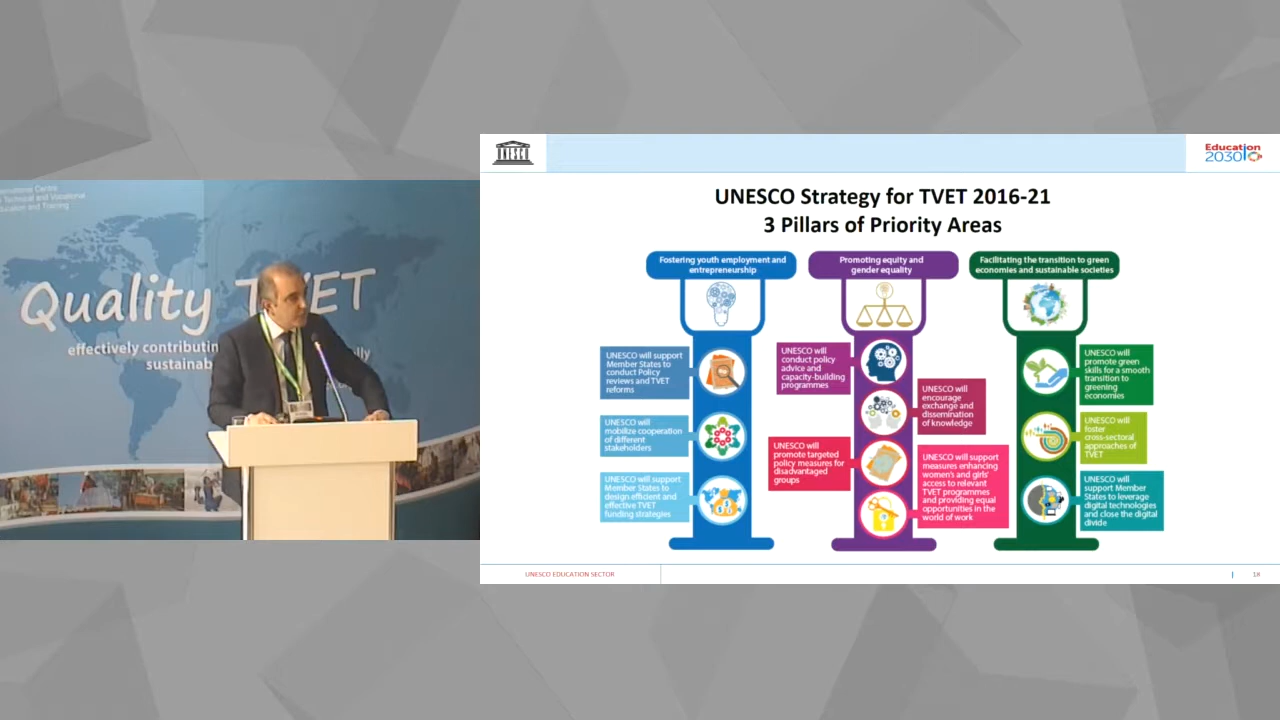 Technical and Vocational
Education and Training
Quality TVET
effectively
sustainab
UNESCO
Education
2030
UNESCO Strategy for TVET 2016-21
3 Pillars of Priority Areas
Fostering youth employment and
entrepreneurship
UNESCO will support
Member States to
conduct Policy
reviews and TVET
reforms
UNESCO will
mobilize cooperation
of different
stakeholders
UNESCO will support
Member States to
design efficient and
effective TVET
funding strategies
Promoting equity and
gender equality
UNESCO will
conduct policy
advice and
capacity-building
programmes
UNESCO will
encourage
exchange and
dissemination
of knowledge
UNESCO will
promote targeted
policy measures for
disadvantaged
groups
UNESCO will support
measures enhancing
women's and girls'
access to relevant
TVET programmes
and providing equal
opportunities in the
world of work
Facilitating the transition to green
economies and sustainable societies
UNESCO will
promote green
skills for a smooth
transition to
greening
economies
UNESCO will
foster
cross-sectoral
approaches of
TVET
UNESCO will
support Member
States to leverage
digital technologies
and close the digital
divide
UNESCO EDUCATION SECTOR